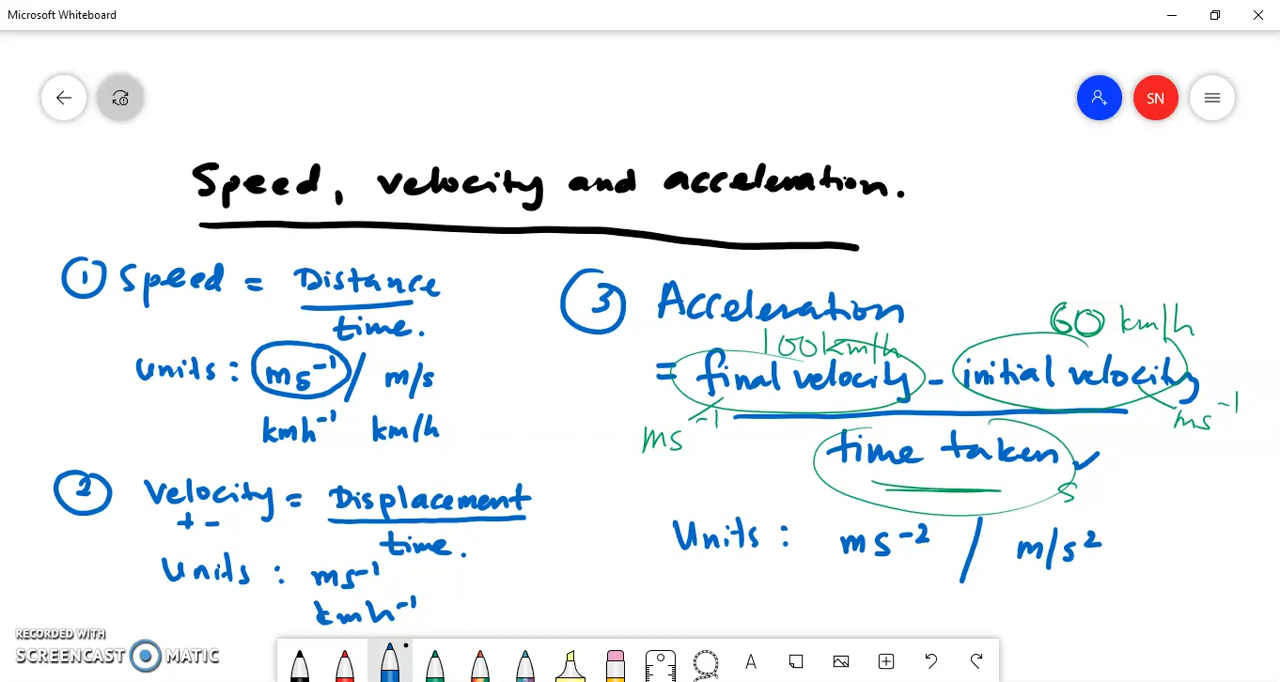 Microsoft Whiteboard
SN
Speed, velocity and acceleration.
① Speed = Distance
time.
units : ms⁻¹ / m/s
kmh⁻¹ km/h
② Velocity = Displacement
+ -
time.
Units : ms⁻¹
kmh⁻¹
③ Acceleration
100km/h 60 km/h
= final velocity - initial velocity
ms⁻¹ ms⁻¹
time taken
s
Units : ms⁻² / m/s²
RECORDED WITH
SCREENCAST MATIC
A